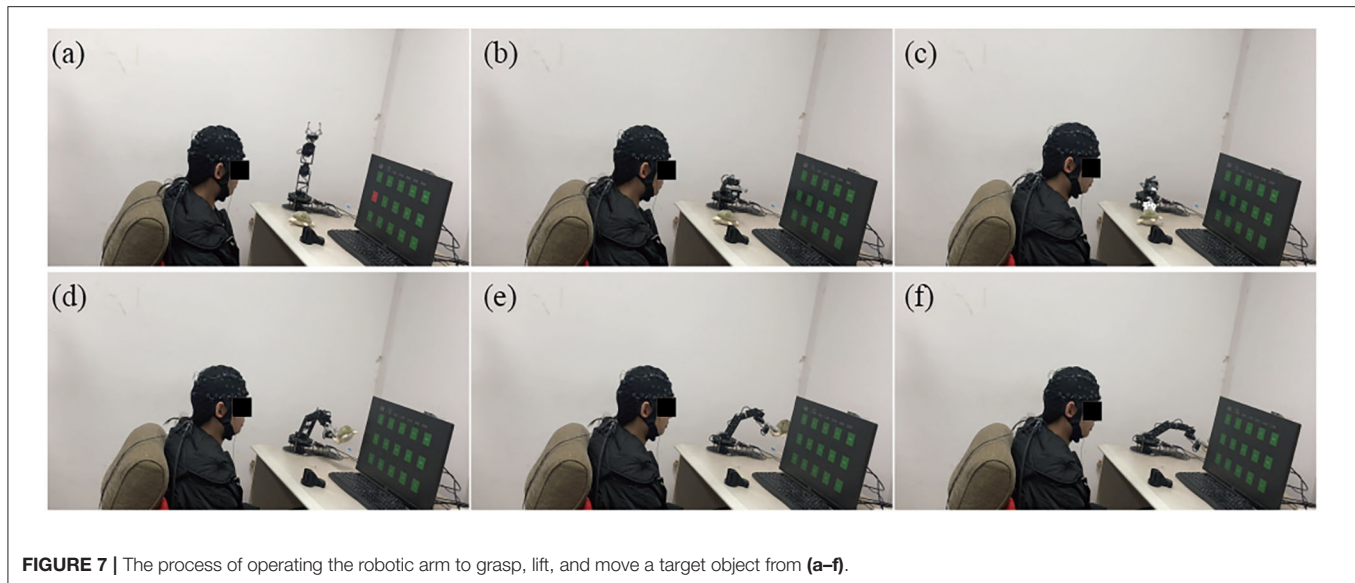 (a)
(b)
(c)
(d)
(e)
(f)
FIGURE 7 | The process of operating the robotic arm to grasp, lift, and move a target object from (a–f).